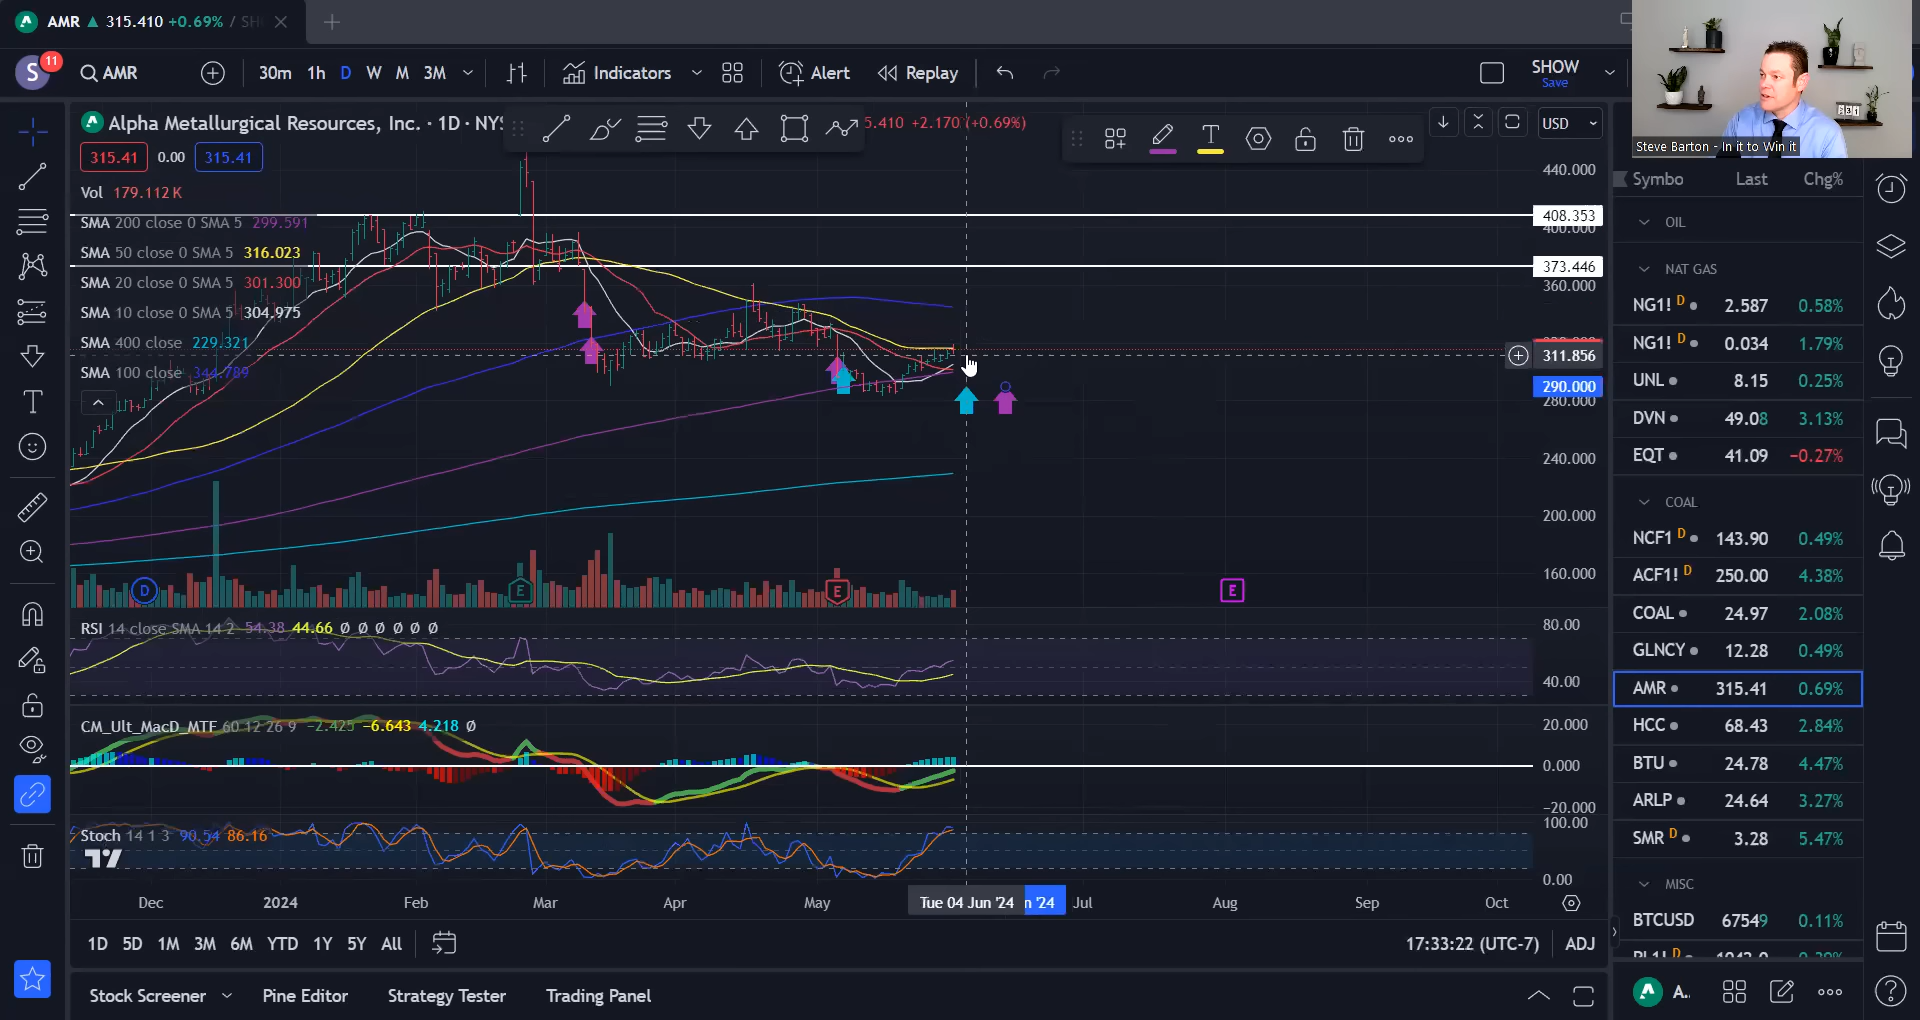 AMR ▲ 315.410 +0.69% / SH
S 11 AMR 30m 1h D W M 3M Indicators Alert Replay SHOW
Save
Steve Barton - In it to Win it
Alpha Metallurgical Resources, Inc. · 1D · NYS 5.410 +2.170 (+0.69%)
USD
315.41 0.00 315.41
Vol 179.112 K
SMA 200 close 0 SMA 5 299.591
SMA 50 close 0 SMA 5 316.023
SMA 20 close 0 SMA 5 301.300
SMA 10 close 0 SMA 5 304.975
SMA 400 close 229.321
SMA 100 close 344.789
440.000
408.353
400.000
373.446
360.000
311.856
290.000
280.000
240.000
200.000
160.000
D E E E
RSI 14 close SMA 14 2 54.38 44.66 Ø Ø Ø Ø Ø Ø
80.00
40.00
CM_Ult_MacD_MTF 60 12 26 9 −2.425 −6.643 4.218 Ø
20.000
0.000
−20.000
Stoch 14 1 3 90.54 86.16
100.00
0.00
Dec 2024 Feb Mar Apr May Tue 04 Jun '24 n '24 Jul Aug Sep Oct
1D 5D 1M 3M 6M YTD 1Y 5Y All
17:33:22 (UTC-7) ADJ
Stock Screener Pine Editor Strategy Tester Trading Panel
Symbo Last Chg%
OIL
NAT GAS
NG1! D 2.587 0.58%
NG1! D 0.034 1.79%
UNL 8.15 0.25%
DVN 49.08 3.13%
EQT 41.09 −0.27%
COAL
NCF1 D 143.90 0.49%
ACF1! D 250.00 4.38%
COAL 24.97 2.08%
GLNCY 12.28 0.49%
AMR 315.41 0.69%
HCC 68.43 2.84%
BTU 24.78 4.47%
ARLP 24.64 3.27%
SMR D 3.28 5.47%
MISC
BTCUSD 67549 0.11%
A..